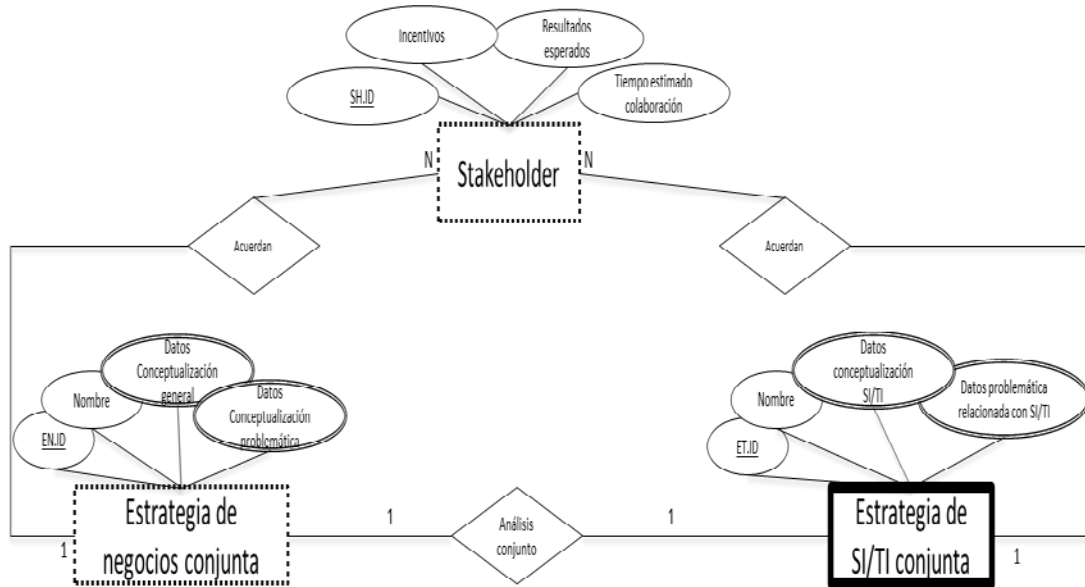 Incentivos
Resultados
esperados
SH.ID
Tiempo estimado
colaboración
N
Stakeholder
N
Acuerdan
Acuerdan
Datos
Conceptualización
general
Nombre
Datos
Conceptualización
problemática
EN.ID
Datos
conceptualización
SI/TI
Nombre
Datos problemática
relacionada con SI/TI
ET.ID
Estrategia de
negocios conjunta
1
1
Análisis
conjunto
1
Estrategia de
SI/TI conjunta
1